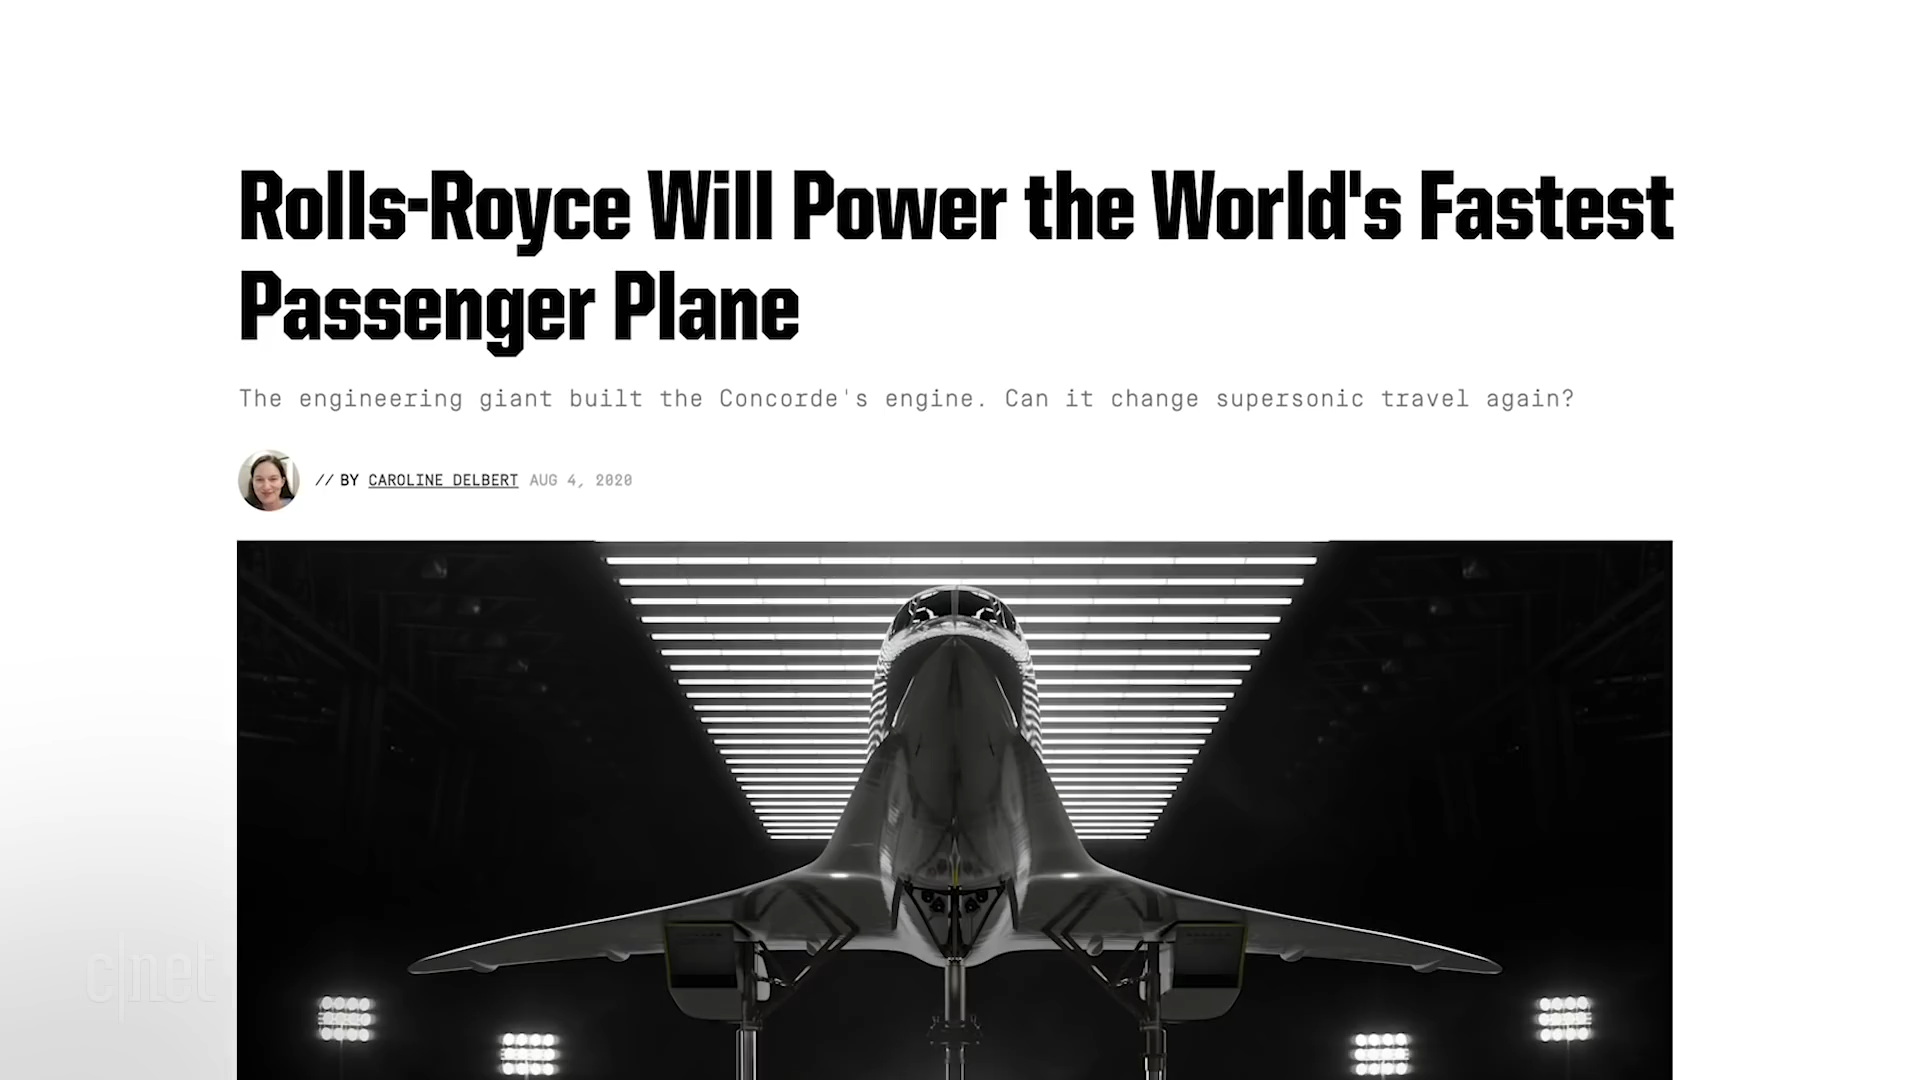 Rolls-Royce Will Power the World's Fastest
Passenger Plane
The engineering giant built the Concorde's engine. Can it change supersonic travel again?
// BY CAROLINE DELBERT AUG 4, 2020
c|net